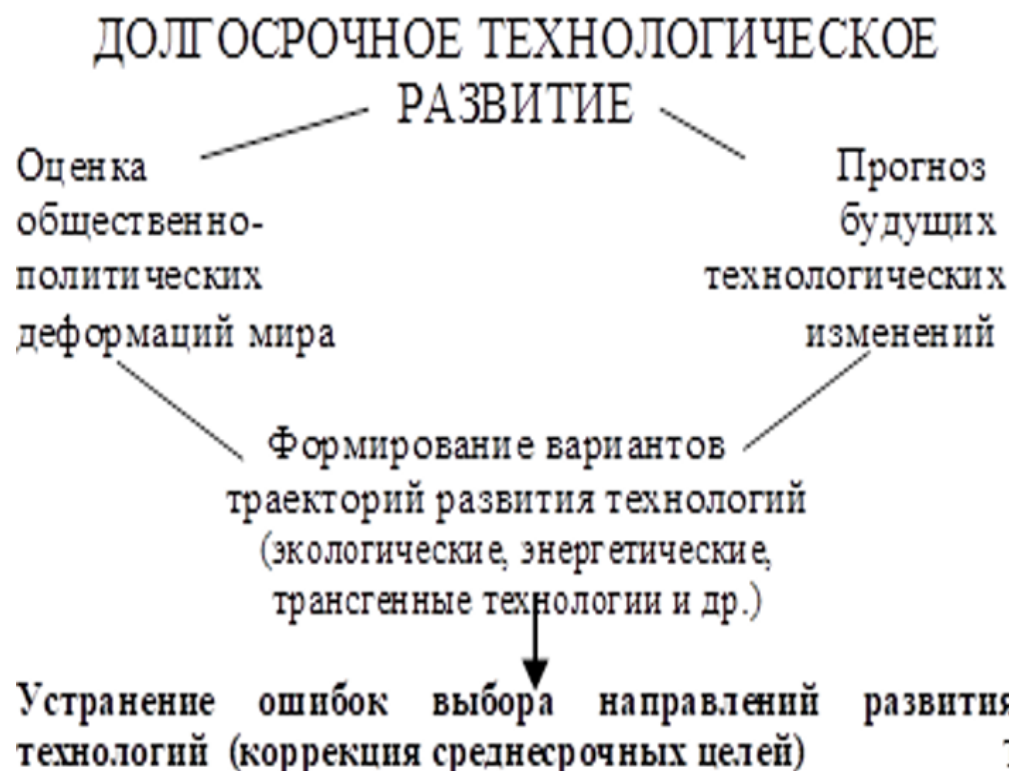 ДОЛГОСРОЧНОЕ ТЕХНОЛОГИЧЕСКОЕ
РАЗВИТИЕ
Оценка
общественно-
политических
деформаций мира
Прогноз
будущих
технологических
изменений
Формирование вариантов
траекторий развития технологий
(экологические, энергетические,
трансгенные технологии и др.)
Устранение ошибок выбора направлений развития
технологий (коррекция среднесрочных целей)